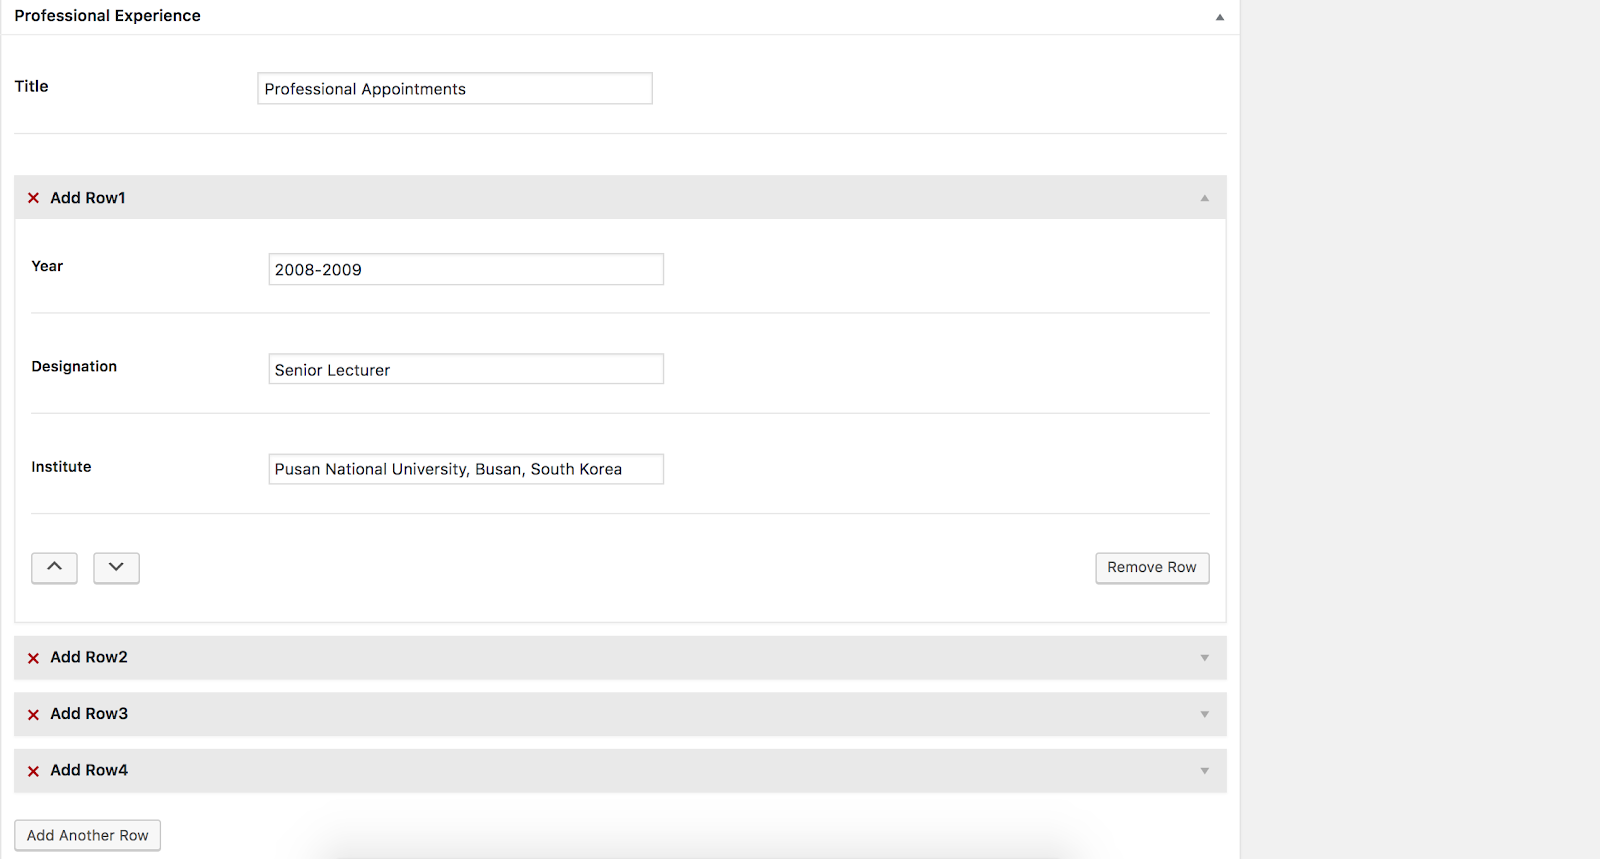 Professional Experience
Title
Professional Appointments
Add Row1
Year
2008-2009
Designation
Senior Lecturer
Institute
Pusan National University, Busan, South Korea
Remove Row
Add Row2
Add Row3
Add Row4
Add Another Row